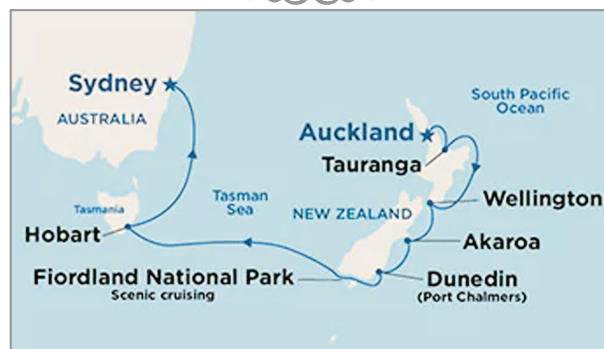 Sydney
AUSTRALIA
South Pacific
Ocean
Auckland
Tauranga
Tasmania
Tasman
Sea
NEW ZEALAND
Wellington
Hobart
Akaroa
Fiordland National Park
Scenic cruising
Dunedin
(Port Chalmers)